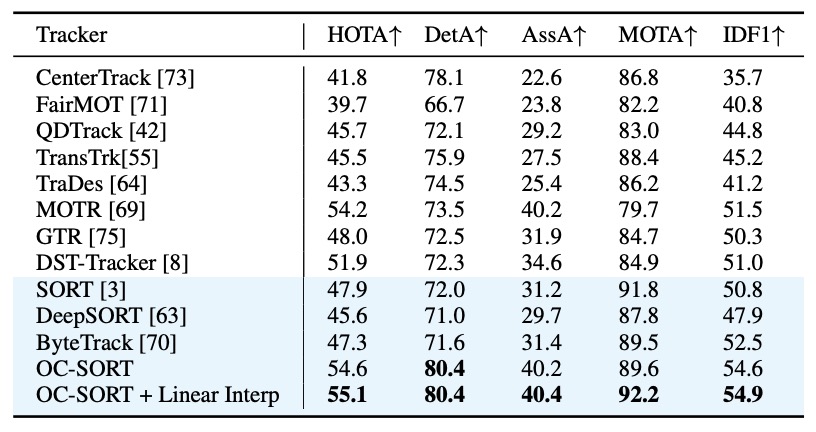 Tracker HOTA↑ DetA↑ AssA↑ MOTA↑ IDF1↑
CenterTrack [73] 41.8 78.1 22.6 86.8 35.7
FairMOT [71] 39.7 66.7 23.8 82.2 40.8
QDTrack [42] 45.7 72.1 29.2 83.0 44.8
TransTrk[55] 45.5 75.9 27.5 88.4 45.2
TraDes [64] 43.3 74.5 25.4 86.2 41.2
MOTR [69] 54.2 73.5 40.2 79.7 51.5
GTR [75] 48.0 72.5 31.9 84.7 50.3
DST-Tracker [8] 51.9 72.3 34.6 84.9 51.0
SORT [3] 47.9 72.0 31.2 91.8 50.8
DeepSORT [63] 45.6 71.0 29.7 87.8 47.9
ByteTrack [70] 47.3 71.6 31.4 89.5 52.5
OC-SORT 54.6 80.4 40.2 89.6 54.6
OC-SORT + Linear Interp 55.1 80.4 40.4 92.2 54.9